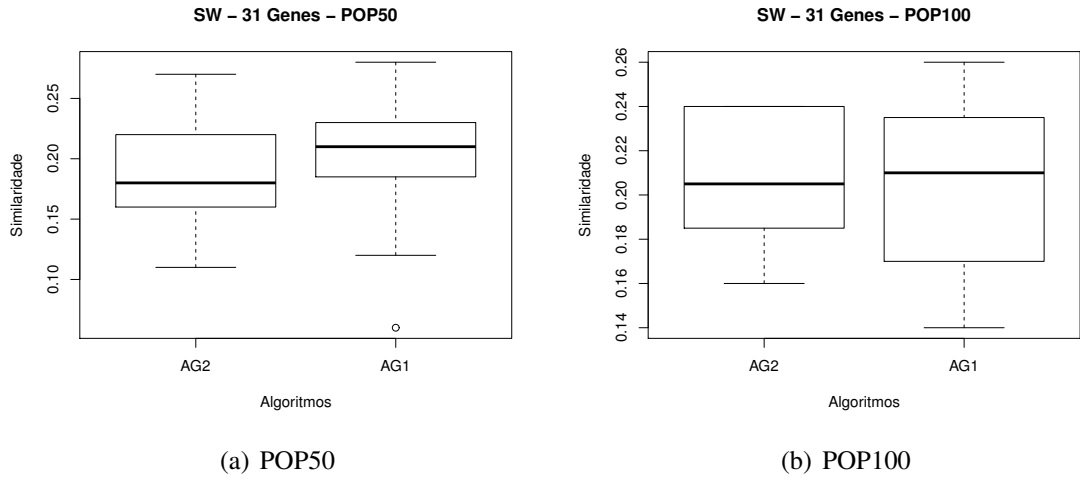 SW − 31 Genes − POP50
Similaridade
0.25
0.20
0.15
0.10
AG2 AG1
Algoritmos
(a) POP50
SW − 31 Genes − POP100
Similaridade
0.26
0.24
0.22
0.20
0.18
0.16
0.14
AG2 AG1
Algoritmos
(b) POP100